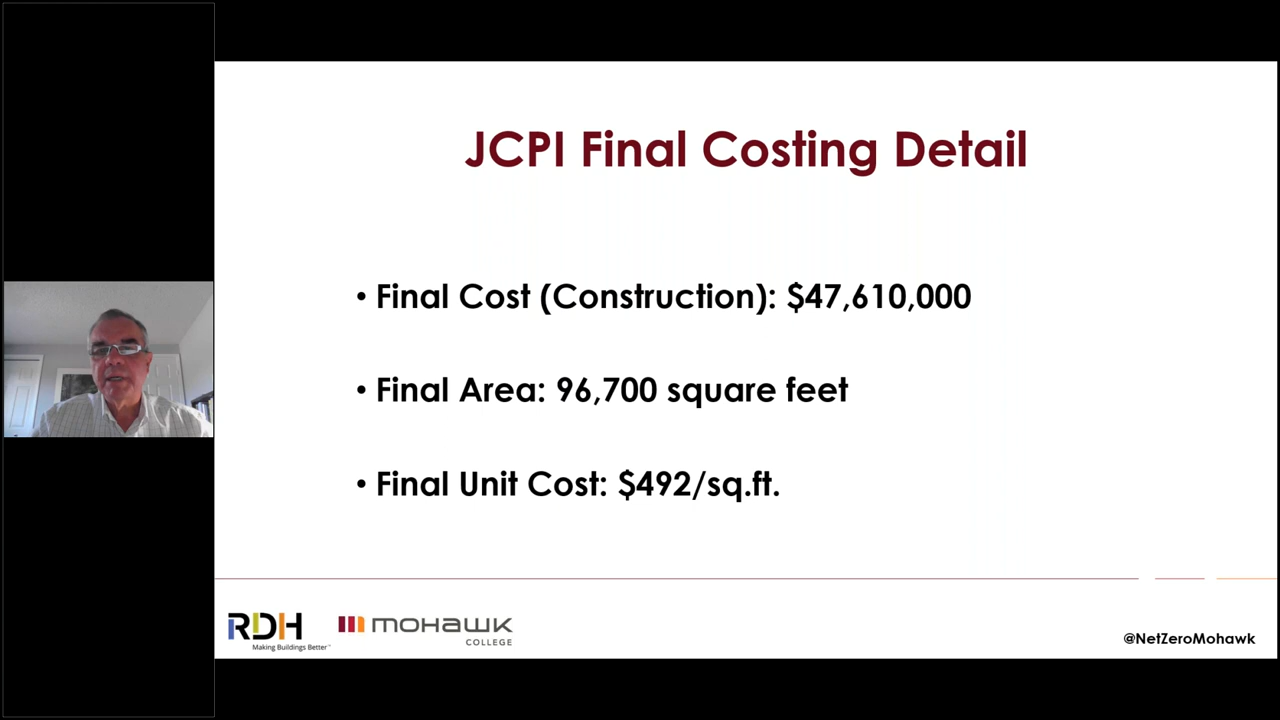 JCPI Final Costing Detail
• Final Cost (Construction): $47,610,000
• Final Area: 96,700 square feet
• Final Unit Cost: $492/sq.ft.
RDH
Making Buildings Better™
mohawk
COLLEGE
@NetZeroMohawk